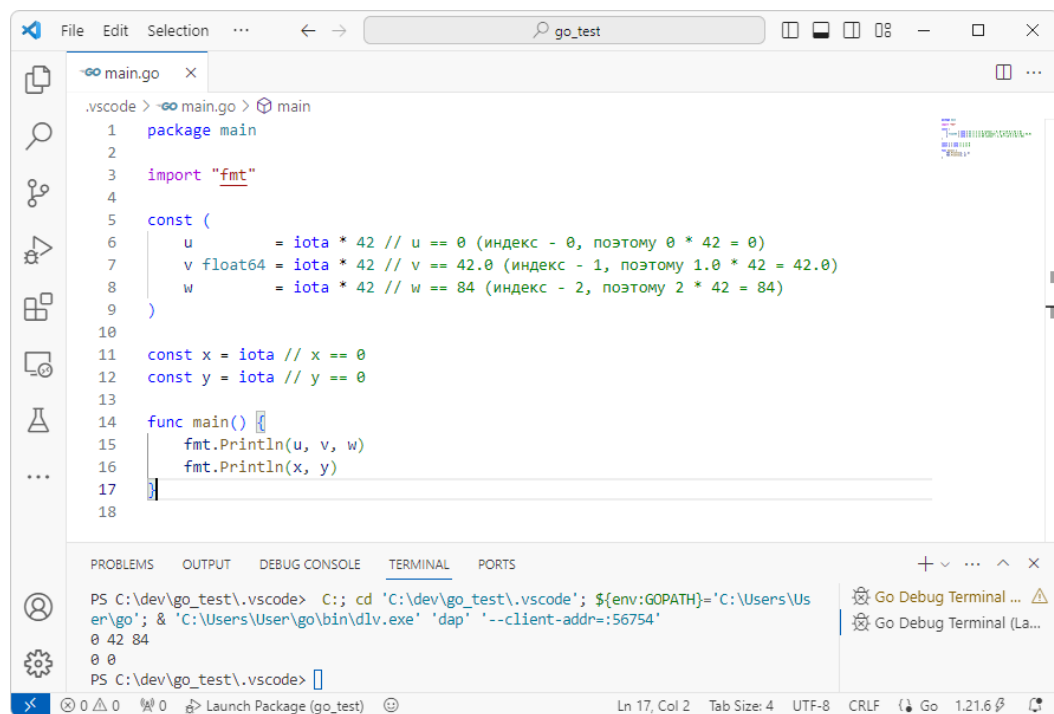 File Edit Selection ··· go_test
GO main.go
.vscode > GO main.go > main
1 package main
2
3 import "fmt"
4
5 const (
6 u = iota * 42 // u == 0 (индекс - 0, поэтому 0 * 42 = 0)
7 v float64 = iota * 42 // v == 42.0 (индекс - 1, поэтому 1.0 * 42 = 42.0)
8 w = iota * 42 // w == 84 (индекс - 2, поэтому 2 * 42 = 84)
9 )
10
11 const x = iota // x == 0
12 const y = iota // y == 0
13
14 func main() {
15 fmt.Println(u, v, w)
16 fmt.Println(x, y)
17 }
18
PROBLEMS OUTPUT DEBUG CONSOLE TERMINAL PORTS
PS C:\dev\go_test\.vscode> C:; cd 'C:\dev\go_test\.vscode'; ${env:GOPATH}='C:\Users\Us
er\go'; & 'C:\Users\User\go\bin\dlv.exe' 'dap' '--client-addr=:56754'
0 42 84
0 0
PS C:\dev\go_test\.vscode>
Go Debug Terminal ...
Go Debug Terminal (La...
0 0 0 Launch Package (go_test) Ln 17, Col 2 Tab Size: 4 UTF-8 CRLF Go 1.21.6